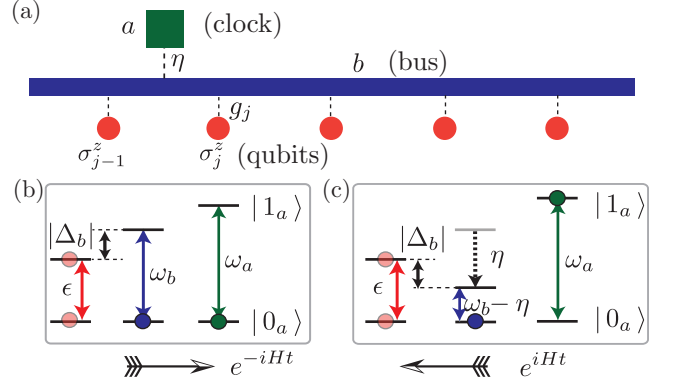 (a)
a (clock)
η
b (bus)
g_j
σ^z_{j−1} σ^z_j (qubits)
(b)
|Δ_b|
ϵ
ω_b
ω_a
| 1_a ⟩
| 0_a ⟩
e^{−iHt}
(c)
|Δ_b|
ϵ
η
ω_b− η
ω_a
| 1_a ⟩
| 0_a ⟩
e^{iHt}